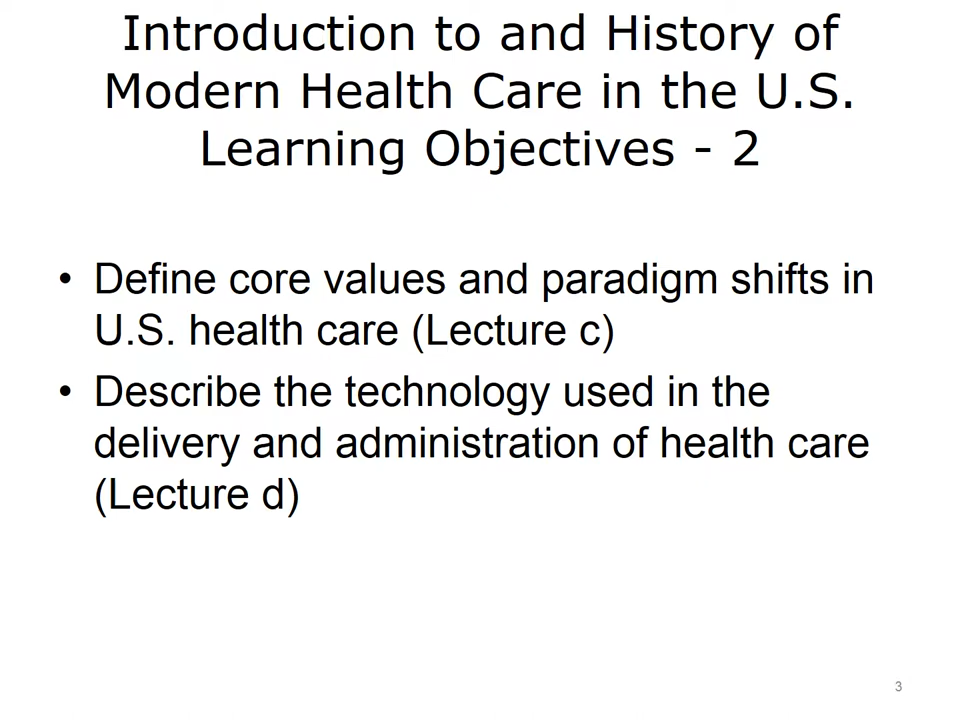 Introduction to and History of
Modern Health Care in the U.S.
Learning Objectives - 2
• Define core values and paradigm shifts in
U.S. health care (Lecture c)
• Describe the technology used in the
delivery and administration of health care
(Lecture d)
3